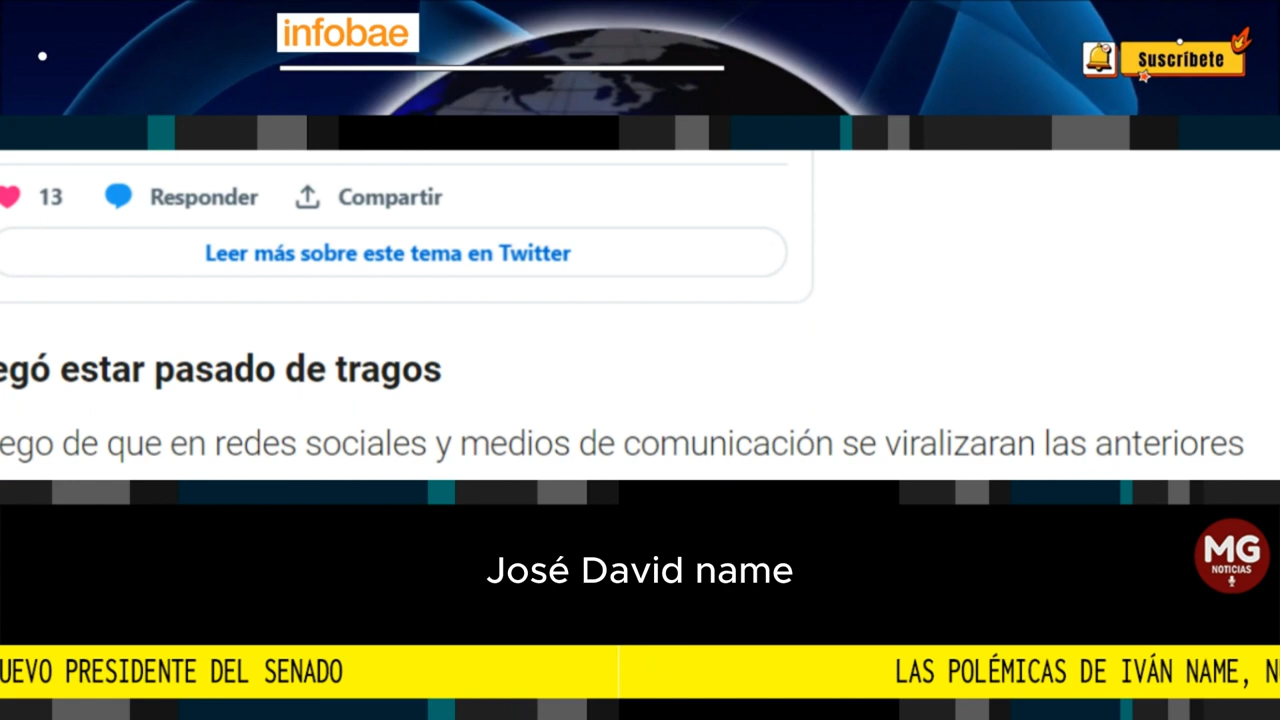 infobae
Suscríbete
13 Responder Compartir
Leer más sobre este tema en Twitter
egó estar pasado de tragos
ego de que en redes sociales y medios de comunicación se viralizaran las anteriores
José David name
MG
NOTICIAS
UEVO PRESIDENTE DEL SENADO LAS POLÉMICAS DE IVÁN NAME, N